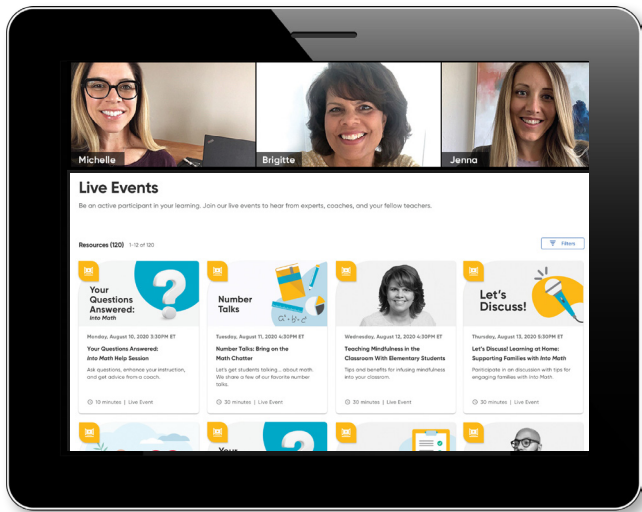 Michelle
Brigitte
Jenna
Live Events
Be an active participant in your learning. Join our live events to hear from experts, coaches, and your fellow teachers.
Resources (120) 1-12 of 120
Filters
Your
Questions
Answered:
Into Math
Monday, August 10, 2020 3:30PM ET
Your Questions Answered:
Into Math Help Session
Ask questions, enhance your instruction,
and get advice from a coach.
10 minutes | Live Event
Number
Talks
Tuesday, August 11, 2020 4:30PM ET
Number Talks: Bring on the
Math Chatter
Let's get students talking... about math.
We share a few of our favorite number
talks.
30 minutes | Live Event
Wednesday, August 12, 2020 4:30PM ET
Teaching Mindfulness in the
Classroom With Elementary Students
Tips and benefits for infusing mindfulness
into your classroom.
30 minutes | Live Event
Let's
Discuss!
Thursday, August 13, 2020 5:30PM ET
Let's Discuss! Learning at Home:
Supporting Families with Into Math
Participate in an discussion with tips for
engaging families with Into Math.
30 minutes | Live Event
Your